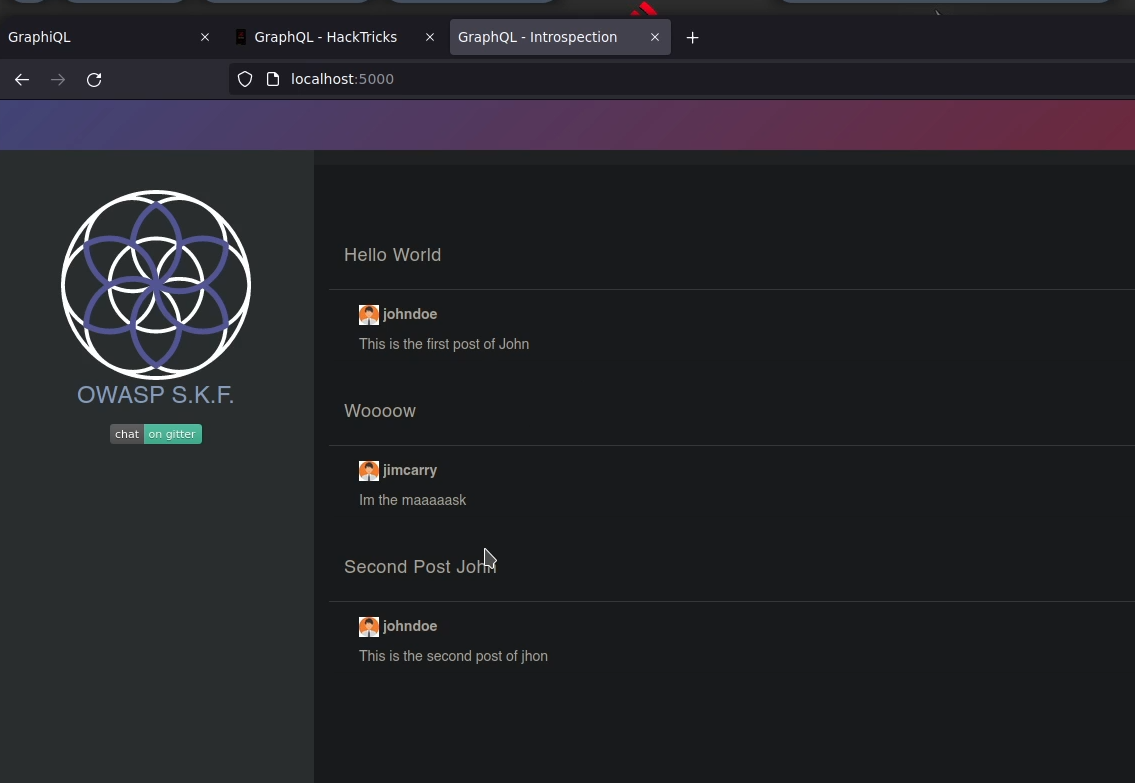 GraphiQL
GraphQL - HackTricks
GraphQL - Introspection
localhost:5000
OWASP S.K.F.
chat on gitter
Hello World
johndoe
This is the first post of John
Woooow
jimcarry
Im the maaaaask
Second Post John
johndoe
This is the second post of jhon